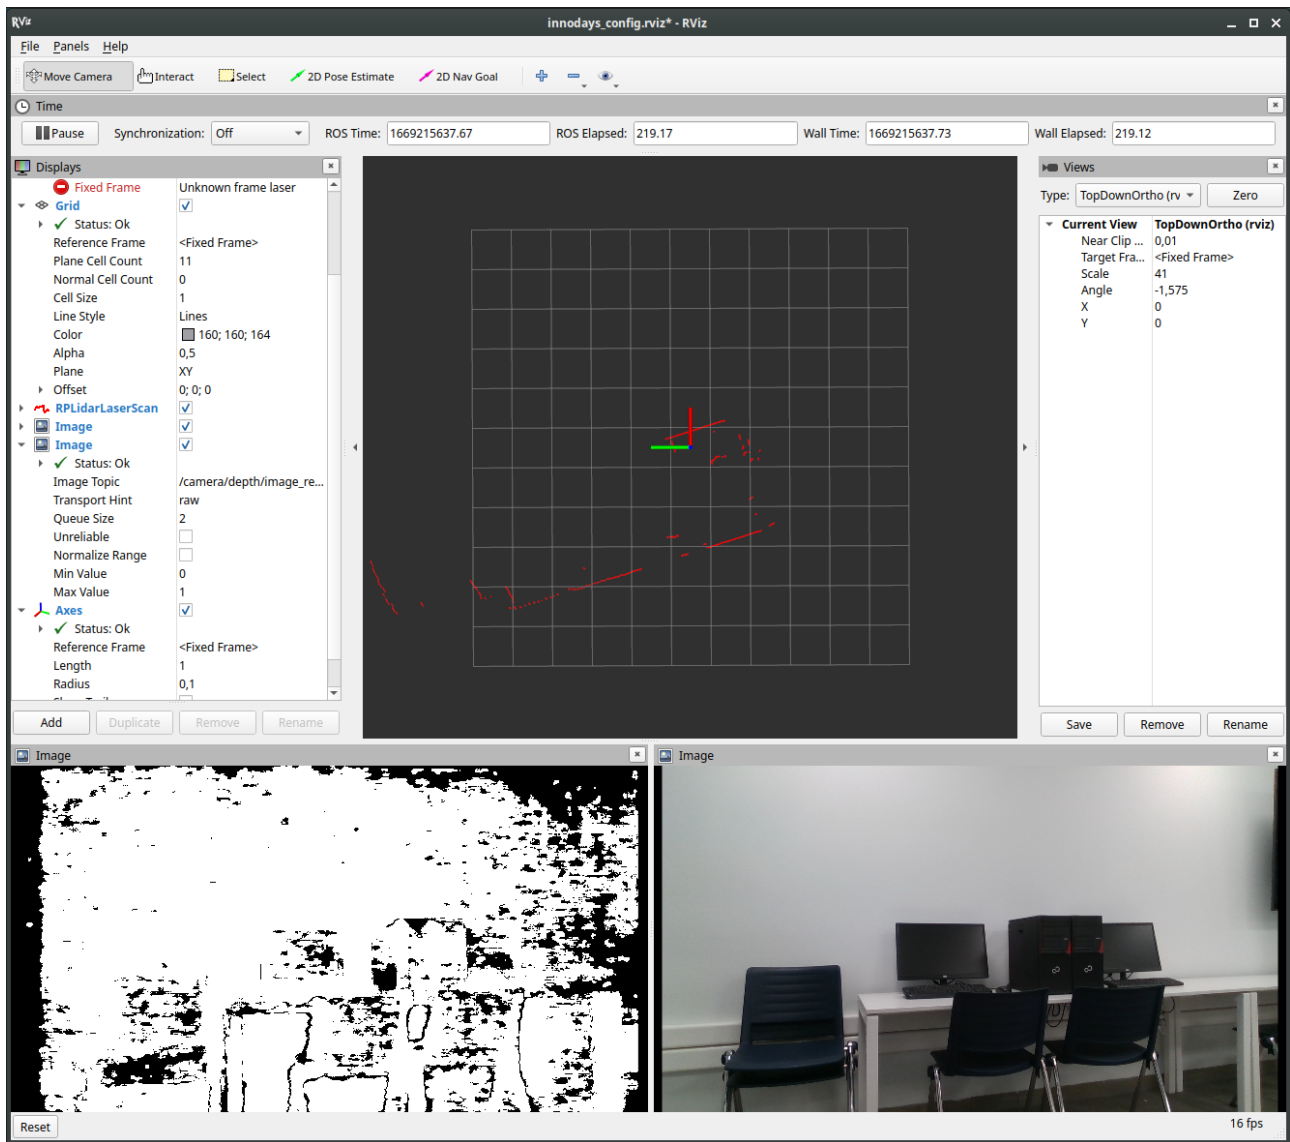 RViz innodays_config.rviz* - RViz
File Panels Help
Move Camera Interact Select 2D Pose Estimate 2D Nav Goal
Time
Pause Synchronization: Off ROS Time: 1669215637.67 ROS Elapsed: 219.17 Wall Time: 1669215637.73 Wall Elapsed: 219.12
Displays
Fixed Frame Unknown frame laser
Grid
Status: Ok
Reference Frame <Fixed Frame>
Plane Cell Count 11
Normal Cell Count 0
Cell Size 1
Line Style Lines
Color 160; 160; 164
Alpha 0,5
Plane XY
Offset 0; 0; 0
RPLidarLaserScan
Image
Image
Status: Ok
Image Topic /camera/depth/image_re...
Transport Hint raw
Queue Size 2
Unreliable
Normalize Range
Min Value 0
Max Value 1
Axes
Status: Ok
Reference Frame <Fixed Frame>
Length 1
Radius 0,1
Add Duplicate Remove Rename
Views
Type: TopDownOrtho (rv Zero
Current View TopDownOrtho (rviz)
Near Clip ... 0,01
Target Fra... <Fixed Frame>
Scale 41
Angle -1,575
X 0
Y 0
Save Remove Rename
Image
Image
Reset 16 fps